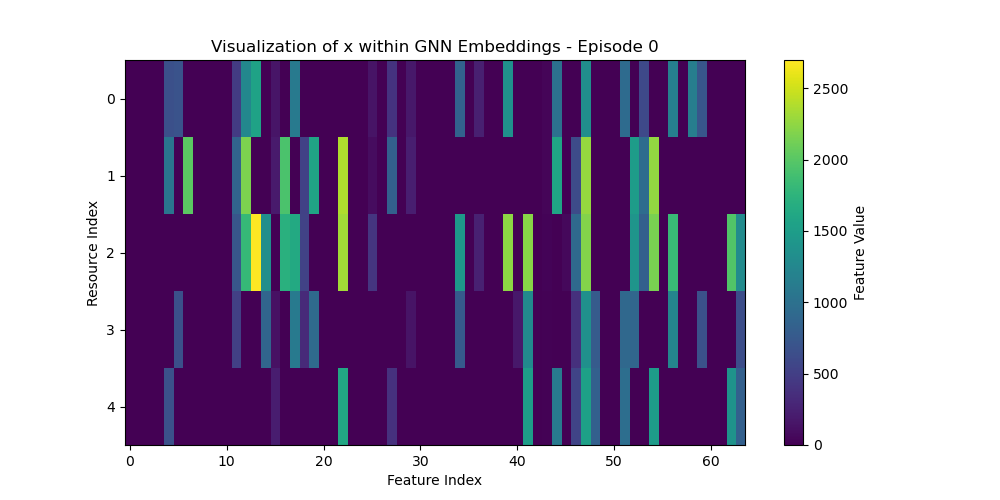 Visualization of x within GNN Embeddings - Episode 0
Resource Index
0
1
2
3
4
0 10 20 30 40 50 60
Feature Index
2500
2000
1500
1000
500
0
Feature Value